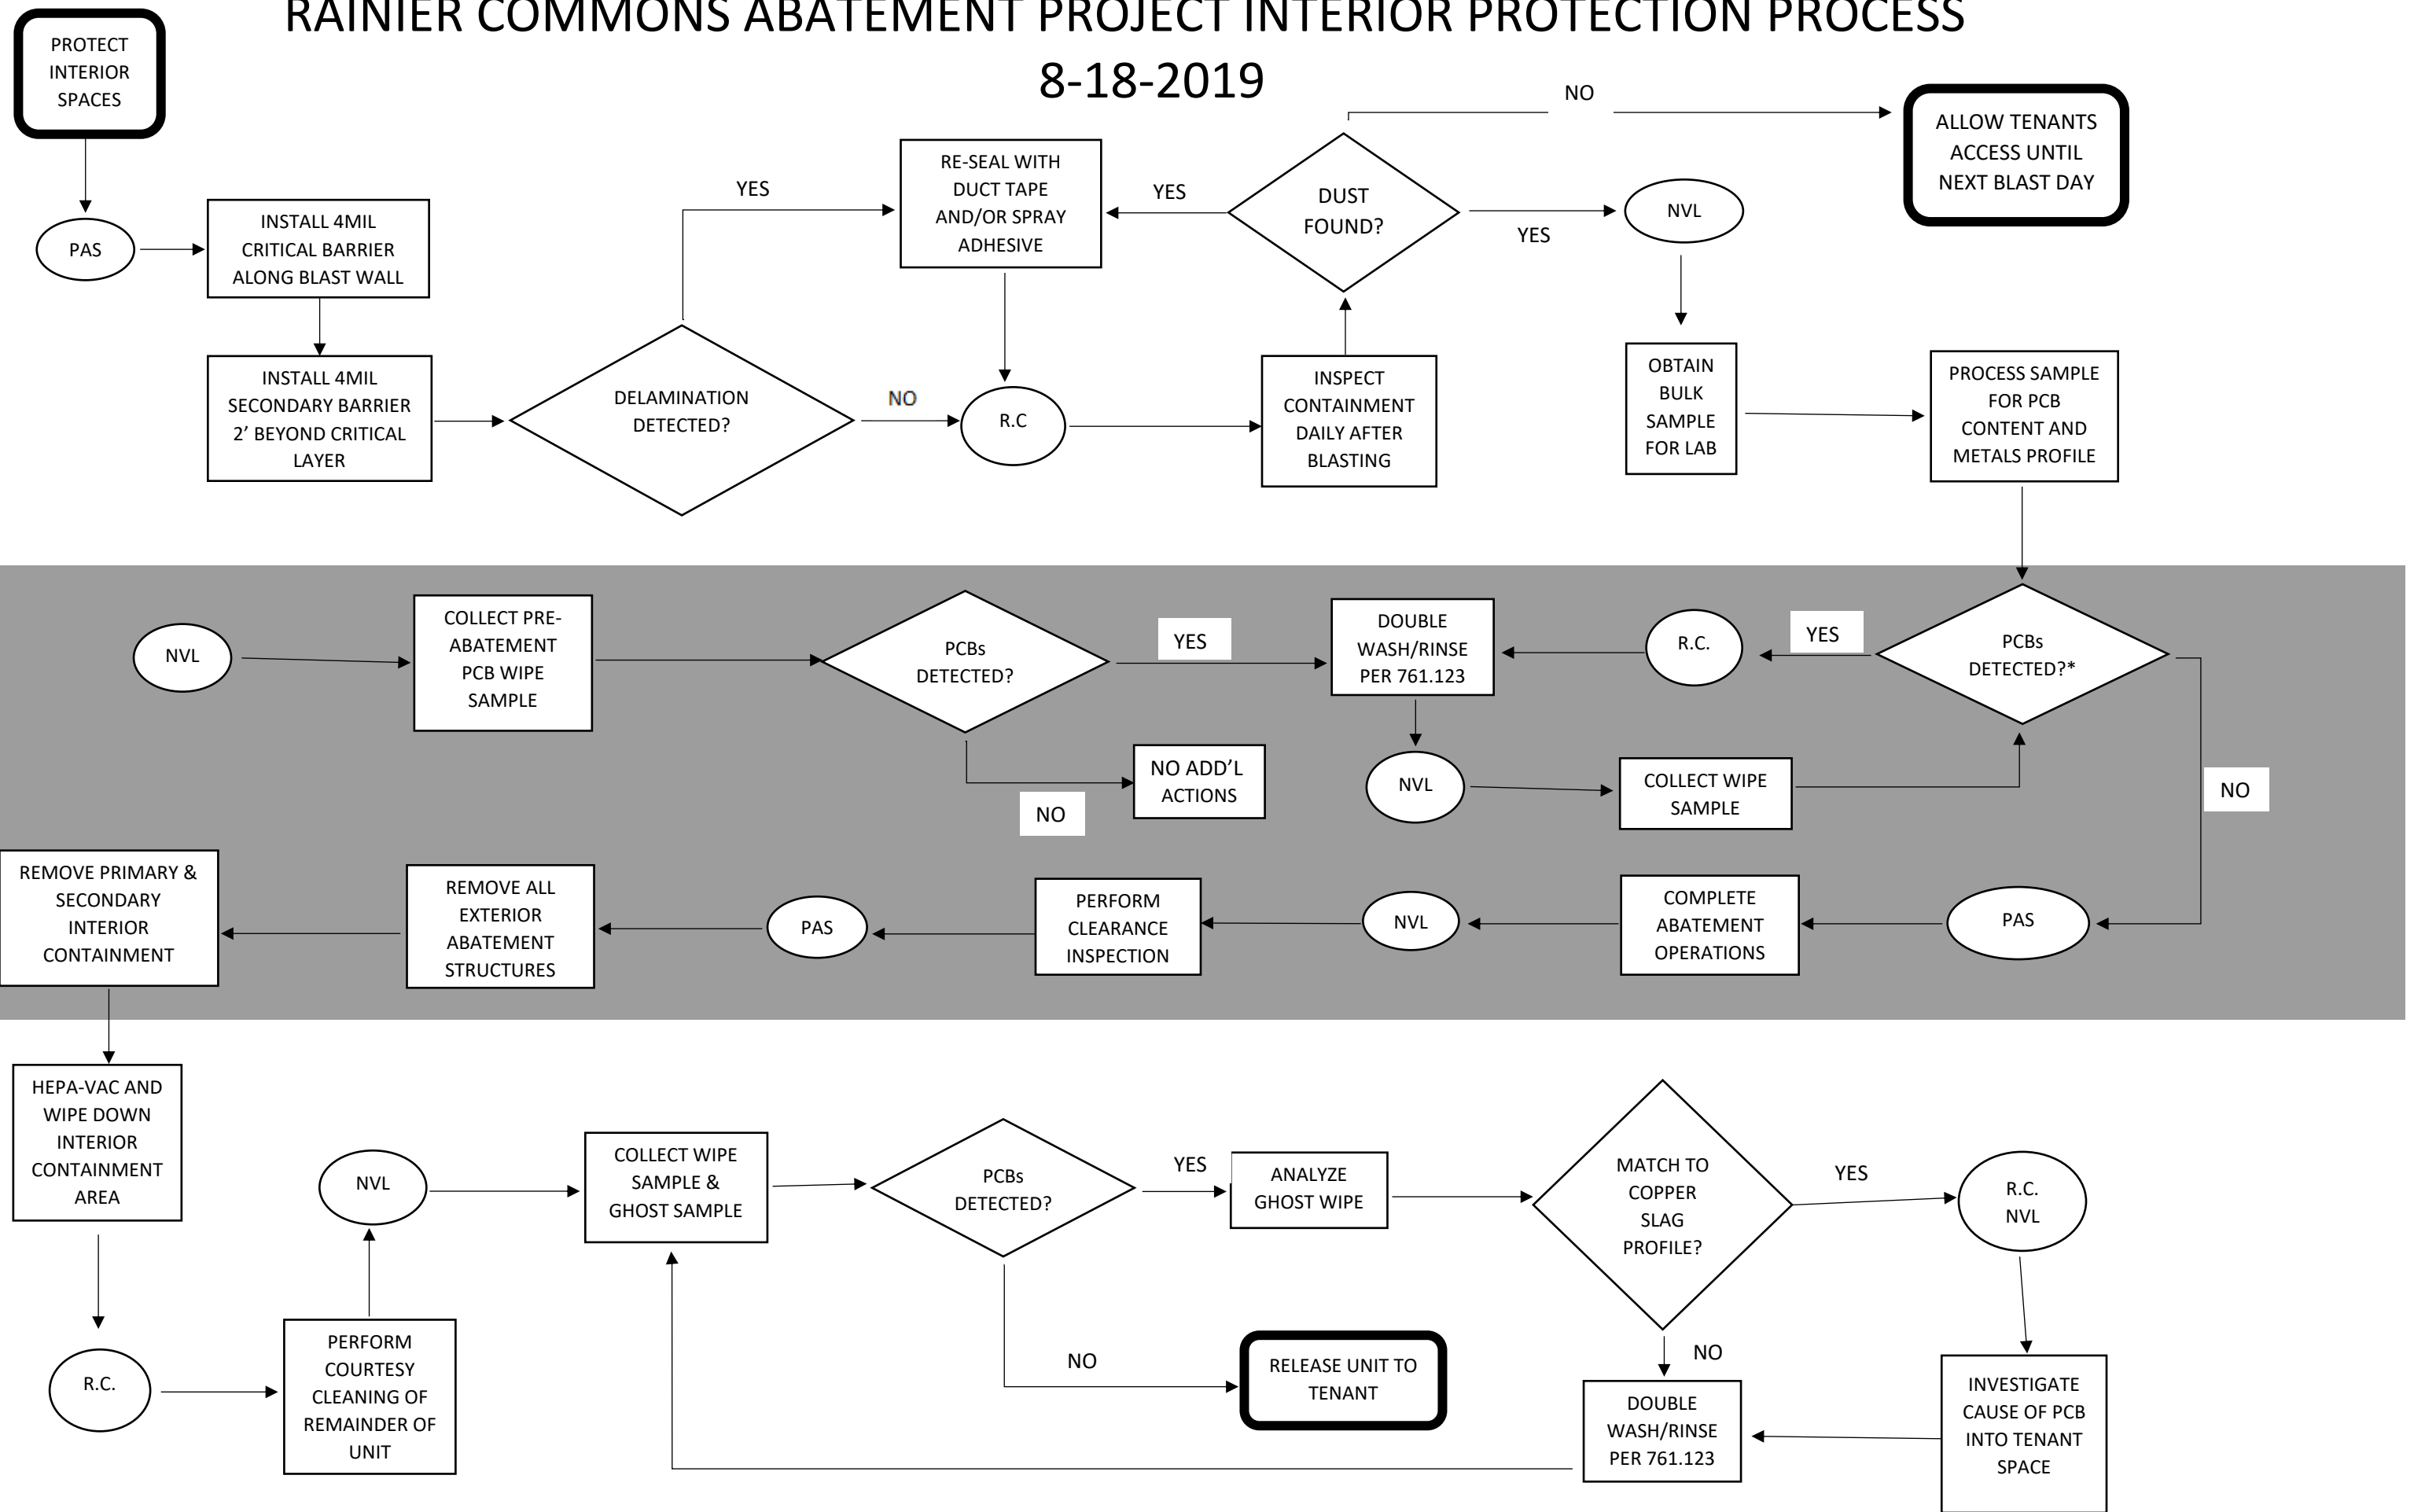 RAINIER COMMONS ABATEMENT PROJECT INTERIOR PROTECTION PROCESS
8-18-2019
PROTECT
INTERIOR
SPACES
PAS
INSTALL 4MIL
CRITICAL BARRIER
ALONG BLAST WALL
INSTALL 4MIL
SECONDARY BARRIER
2’ BEYOND CRITICAL
LAYER
DELAMINATION
DETECTED?
YES
NO
RE-SEAL WITH
DUCT TAPE
AND/OR SPRAY
ADHESIVE
R.C
INSPECT
CONTAINMENT
DAILY AFTER
BLASTING
DUST
FOUND?
YES
NO
YES
ALLOW TENANTS
ACCESS UNTIL
NEXT BLAST DAY
NVL
OBTAIN
BULK
SAMPLE
FOR LAB
PROCESS SAMPLE
FOR PCB
CONTENT AND
METALS PROFILE
NVL
COLLECT PRE-
ABATEMENT
PCB WIPE
SAMPLE
PCBs
DETECTED?
YES
NO
NO ADD’L
ACTIONS
DOUBLE
WASH/RINSE
PER 761.123
R.C.
YES
PCBs
DETECTED?*
NVL
COLLECT WIPE
SAMPLE
NO
PAS
COMPLETE
ABATEMENT
OPERATIONS
NVL
PERFORM
CLEARANCE
INSPECTION
PAS
REMOVE ALL
EXTERIOR
ABATEMENT
STRUCTURES
REMOVE PRIMARY &
SECONDARY
INTERIOR
CONTAINMENT
HEPA-VAC AND
WIPE DOWN
INTERIOR
CONTAINMENT
AREA
R.C.
PERFORM
COURTESY
CLEANING OF
REMAINDER OF
UNIT
NVL
COLLECT WIPE
SAMPLE &
GHOST SAMPLE
PCBs
DETECTED?
YES
NO
RELEASE UNIT TO
TENANT
ANALYZE
GHOST WIPE
MATCH TO
COPPER
SLAG
PROFILE?
YES
NO
R.C.
NVL
INVESTIGATE
CAUSE OF PCB
INTO TENANT
SPACE
DOUBLE
WASH/RINSE
PER 761.123